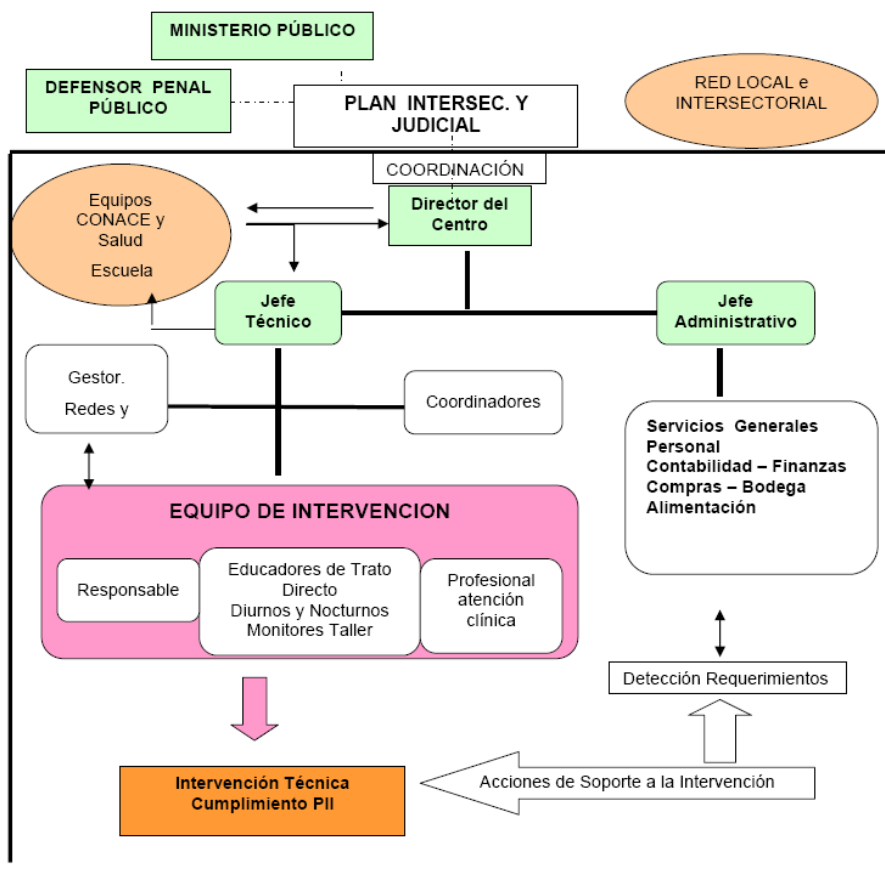 MINISTERIO PÚBLICO
DEFENSOR PENAL
PÚBLICO
PLAN INTERSEC. Y
JUDICIAL
RED LOCAL e
INTERSECTORIAL
COORDINACIÓN
Director del
Centro
Equipos
CONACE y
Salud
Escuela
Jefe
Técnico
Jefe
Administrativo
Gestor.
Redes y
Coordinadores
Servicios Generales
Personal
Contabilidad – Finanzas
Compras – Bodega
Alimentación
EQUIPO DE INTERVENCION
Responsable
Educadores de Trato
Directo
Diurnos y Nocturnos
Monitores Taller
Profesional
atención
clínica
Detección Requerimientos
Intervención Técnica
Cumplimiento PII
Acciones de Soporte a la Intervención